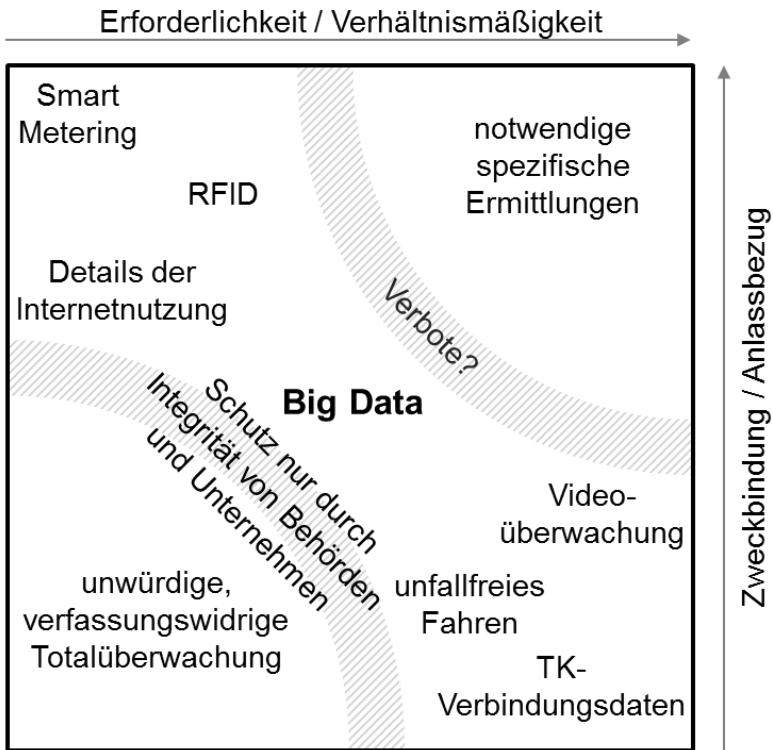 Erforderlichkeit / Verhältnismäßigkeit
Smart
Metering
notwendige
spezifische
Ermittlungen
RFID
Details der
Internetnutzung
Verbote?
Big Data
Schutz nur durch
Integrität von Behörden
und Unternehmen
Video-
überwachung
unwürdige,
verfassungswidrige
Totalüberwachung
unfallfreies
Fahren
TK-
Verbindungsdaten
Zweckbindung / Anlassbezug